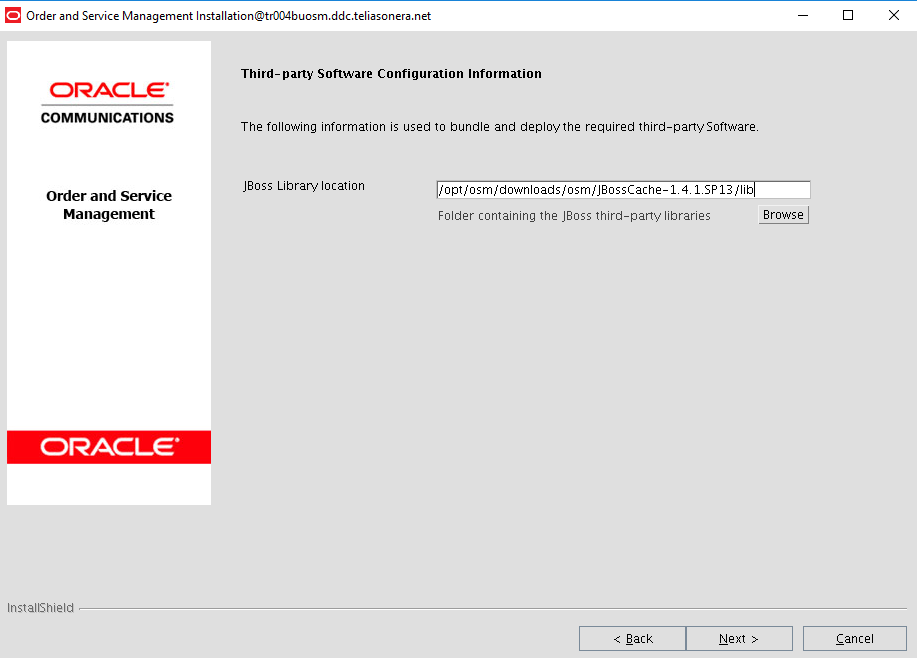 Order and Service Management Installation@tr004buosm.ddc.teliasonera.net
ORACLE
COMMUNICATIONS
Order and Service
Management
ORACLE
Third-party Software Configuration Information
The following information is used to bundle and deploy the required third-party Software.
JBoss Library location
/opt/osm/downloads/osm/JBossCache-1.4.1.SP13/lib
Folder containing the JBoss third-party libraries
Browse
InstallShield
< Back
Next >
Cancel